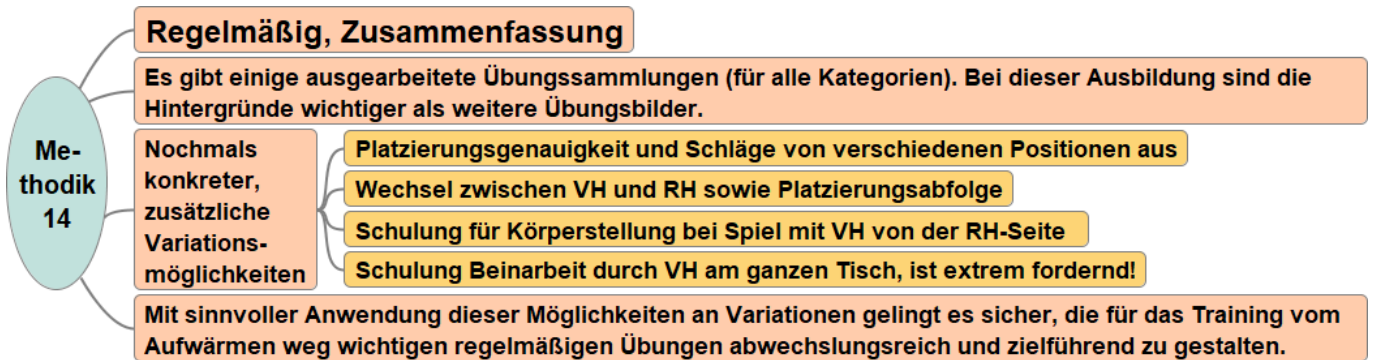 Me-
thodik
14
Regelmäßig, Zusammenfassung
Es gibt einige ausgearbeitete Übungssammlungen (für alle Kategorien). Bei dieser Ausbildung sind die
Hintergründe wichtiger als weitere Übungsbilder.
Nochmals
konkreter,
zusätzliche
Variations-
möglichkeiten
Platzierungsgenauigkeit und Schläge von verschiedenen Positionen aus
Wechsel zwischen VH und RH sowie Platzierungsabfolge
Schulung für Körperstellung bei Spiel mit VH von der RH-Seite
Schulung Beinarbeit durch VH am ganzen Tisch, ist extrem fordernd!
Mit sinnvoller Anwendung dieser Möglichkeiten an Variationen gelingt es sicher, die für das Training vom
Aufwärmen weg wichtigen regelmäßigen Übungen abwechslungsreich und zielführend zu gestalten.